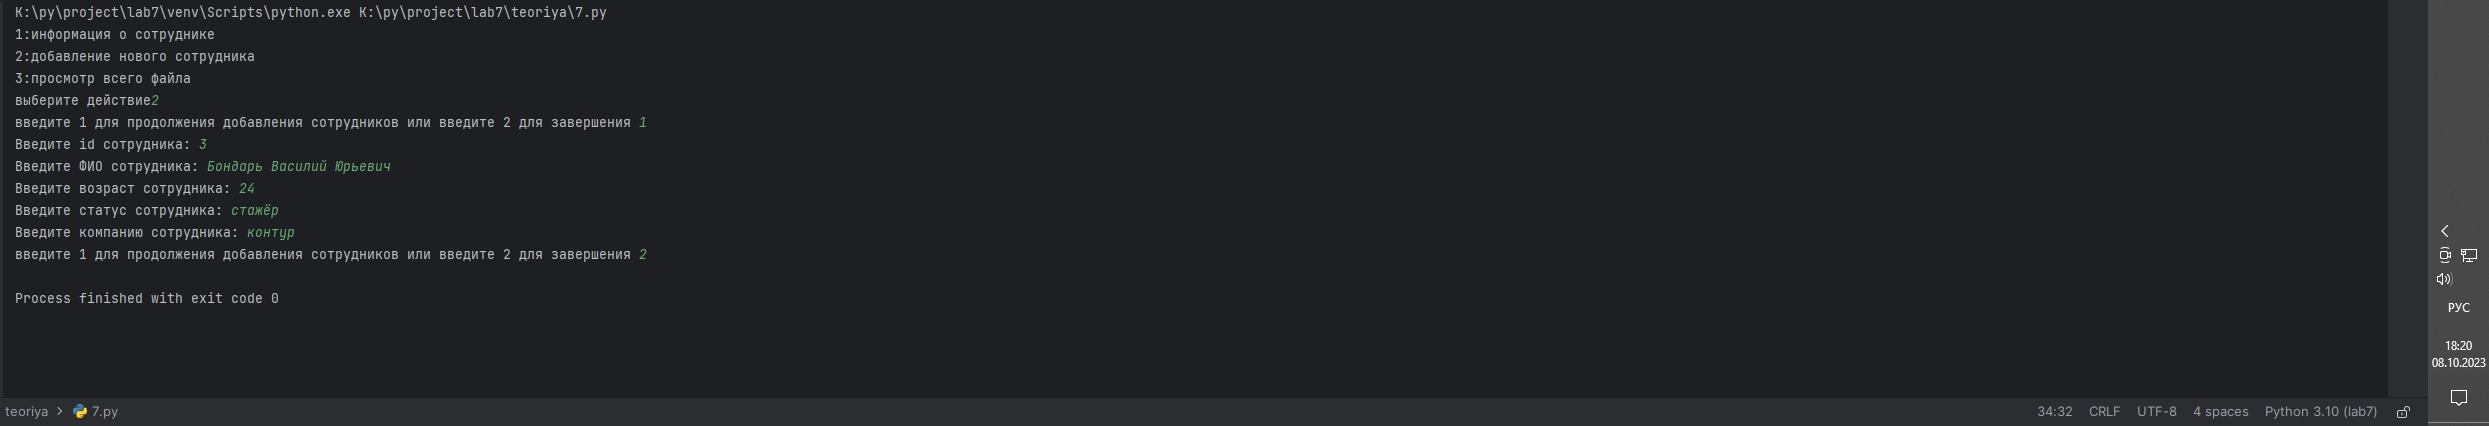 K:\py\project\lab7\venv\Scripts\python.exe K:\py\project\lab7\teoriya\7.py
1:информация о сотруднике
2:добавление нового сотрудника
3:просмотр всего файла
выберите действие2
введите 1 для продолжения добавления сотрудников или введите 2 для завершения 1
Введите id сотрудника: 3
Введите ФИО сотрудника: Бондарь Василий Юрьевич
Введите возраст сотрудника: 24
Введите статус сотрудника: стажёр
Введите компанию сотрудника: контур
введите 1 для продолжения добавления сотрудников или введите 2 для завершения 2
Process finished with exit code 0
РУС
18:20
08.10.2023
teoriya > 7.py
34:32 CRLF UTF-8 4 spaces Python 3.10 (lab7)